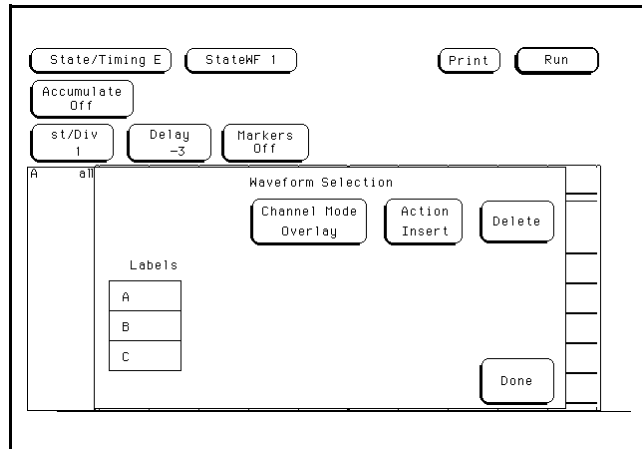 State/Timing E StateWF 1 Print Run
Accumulate
Off
st/Div Delay Markers
1 -3 Off
A all
Waveform Selection
Channel Mode Action Delete
Overlay Insert
Labels
A
B
C
Done